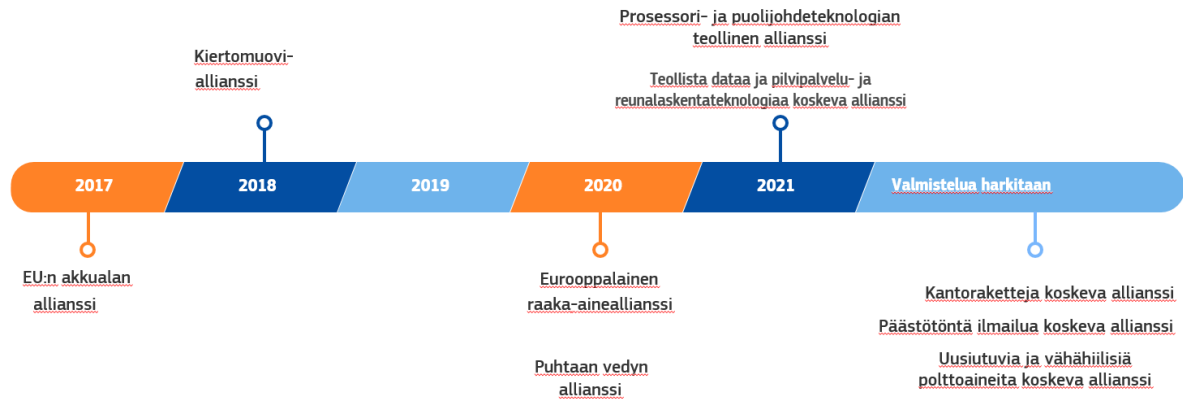 Prosessori- ja puolijohdeteknologian
teollinen allianssi
Kiertomuovi-
allianssi
Teollista dataa ja pilvipalvelu- ja
reunalaskentateknologiaa koskeva allianssi
2017
2018
2019
2020
2021
Valmistelua harkitaan
EU:n akkualan
allianssi
Eurooppalainen
raaka-aineallianssi
Puhtaan vedyn
allianssi
Kantoraketteja koskeva allianssi
Päästötöntä ilmailua koskeva allianssi
Uusiutuvia ja vähähiilisiä
polttoaineita koskeva allianssi